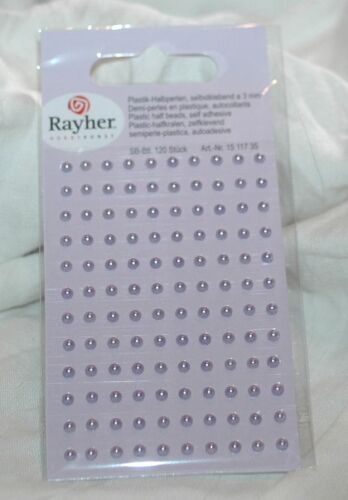 Rayher
HOBBYKUNST
Plastik-Halbperlen, selbstklebend ø 3 mm
Demi-perles en plastique, autocollants
Plastic half beads, self adhesive
Plastic-halfkralen, zelfklevend
semiperle-plastica, autoadesive
SB-Btl. 120 Stück Art.-Nr. 15 117 35